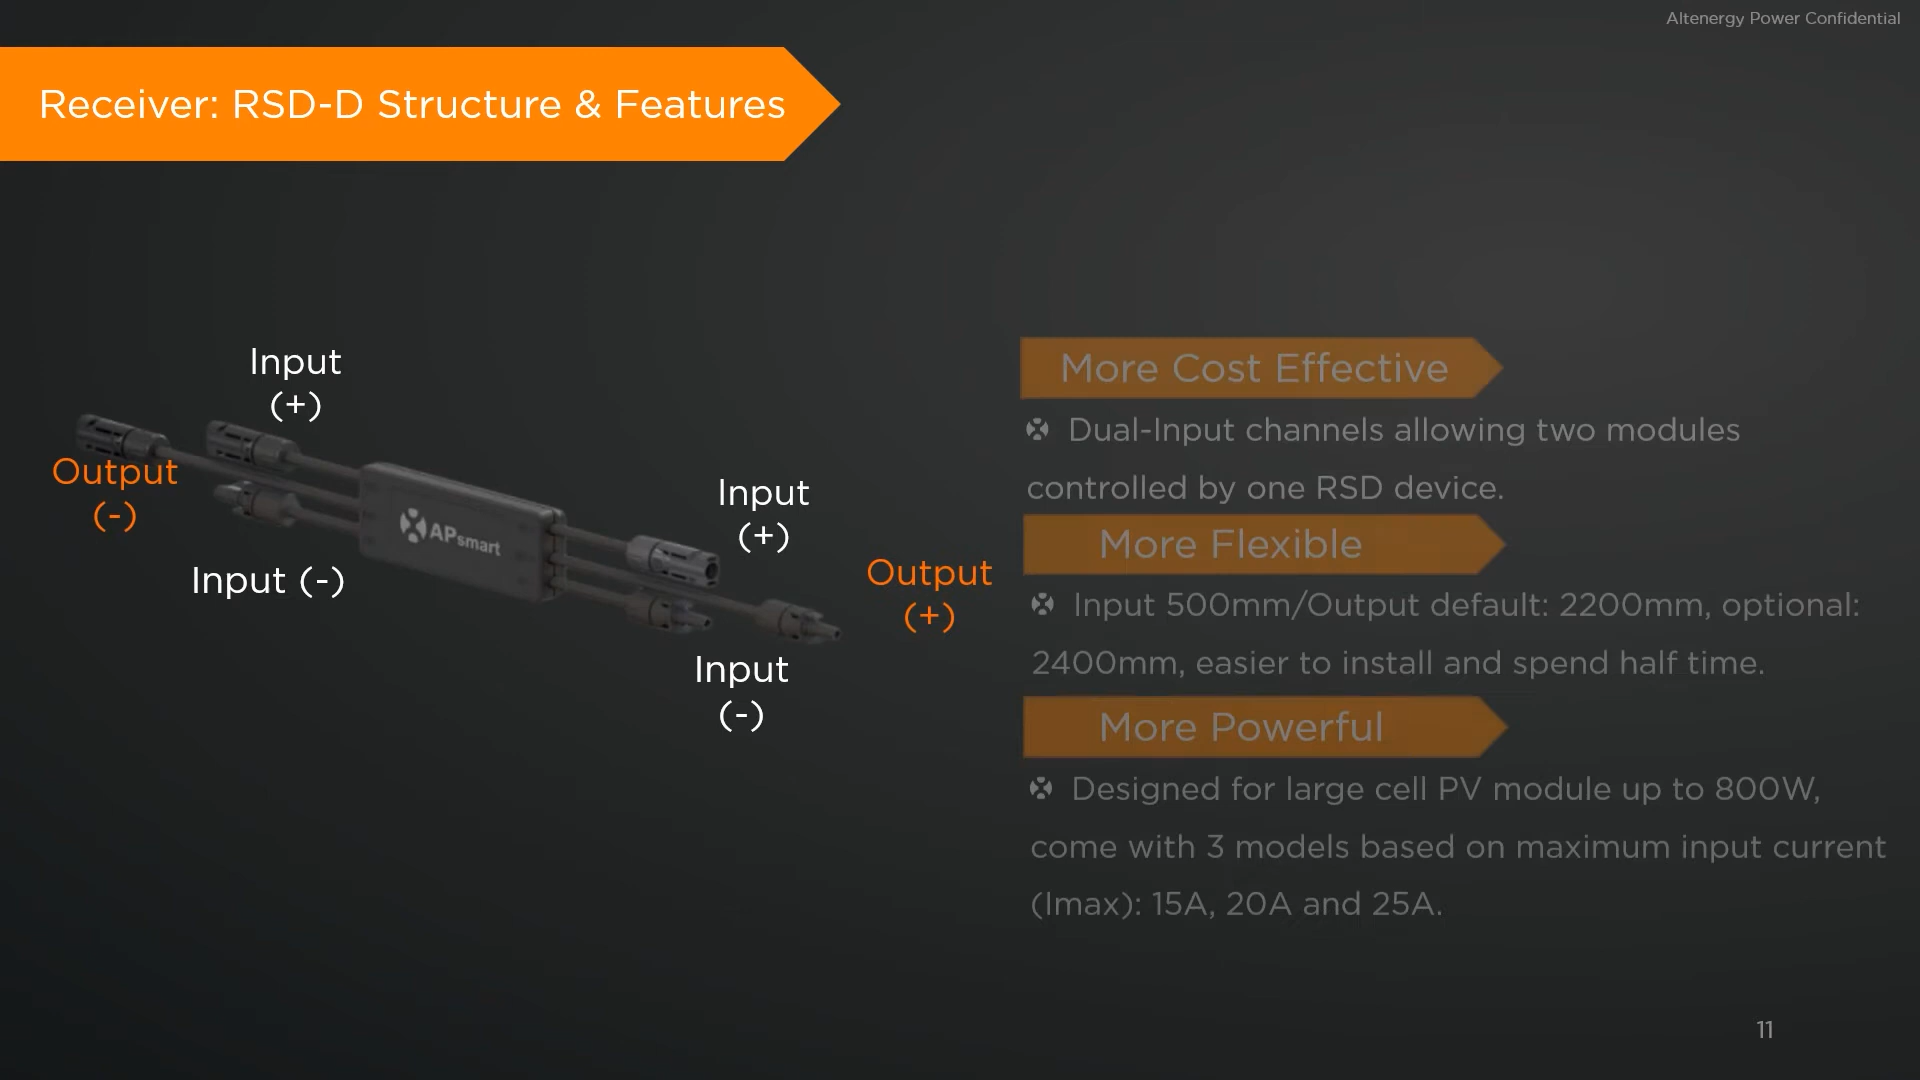 Altenergy Power Confidential
Receiver: RSD-D Structure & Features
Input
(+)
Output
(-)
Input (-)
APsmart
Input
(+)
Output
(+)
Input
(-)
More Cost Effective
Dual-Input channels allowing two modules
controlled by one RSD device.
More Flexible
Input 500mm/Output default: 2200mm, optional:
2400mm, easier to install and spend half time.
More Powerful
Designed for large cell PV module up to 800W,
come with 3 models based on maximum input current
(Imax): 15A, 20A and 25A.
11